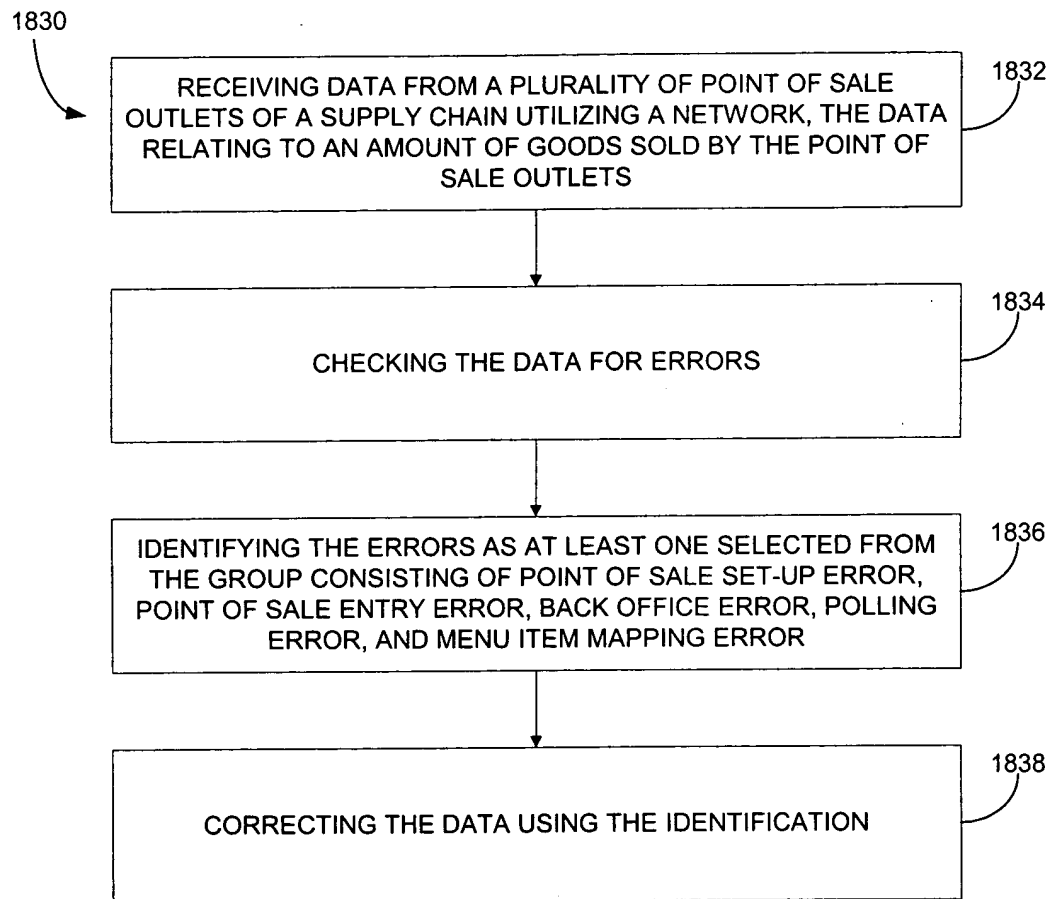 1830
1832
RECEIVING DATA FROM A PLURALITY OF POINT OF SALE
OUTLETS OF A SUPPLY CHAIN UTILIZING A NETWORK, THE DATA
RELATING TO AN AMOUNT OF GOODS SOLD BY THE POINT OF
SALE OUTLETS
1834
CHECKING THE DATA FOR ERRORS
1836
IDENTIFYING THE ERRORS AS AT LEAST ONE SELECTED FROM
THE GROUP CONSISTING OF POINT OF SALE SET-UP ERROR,
POINT OF SALE ENTRY ERROR, BACK OFFICE ERROR, POLLING
ERROR, AND MENU ITEM MAPPING ERROR
1838
CORRECTING THE DATA USING THE IDENTIFICATION